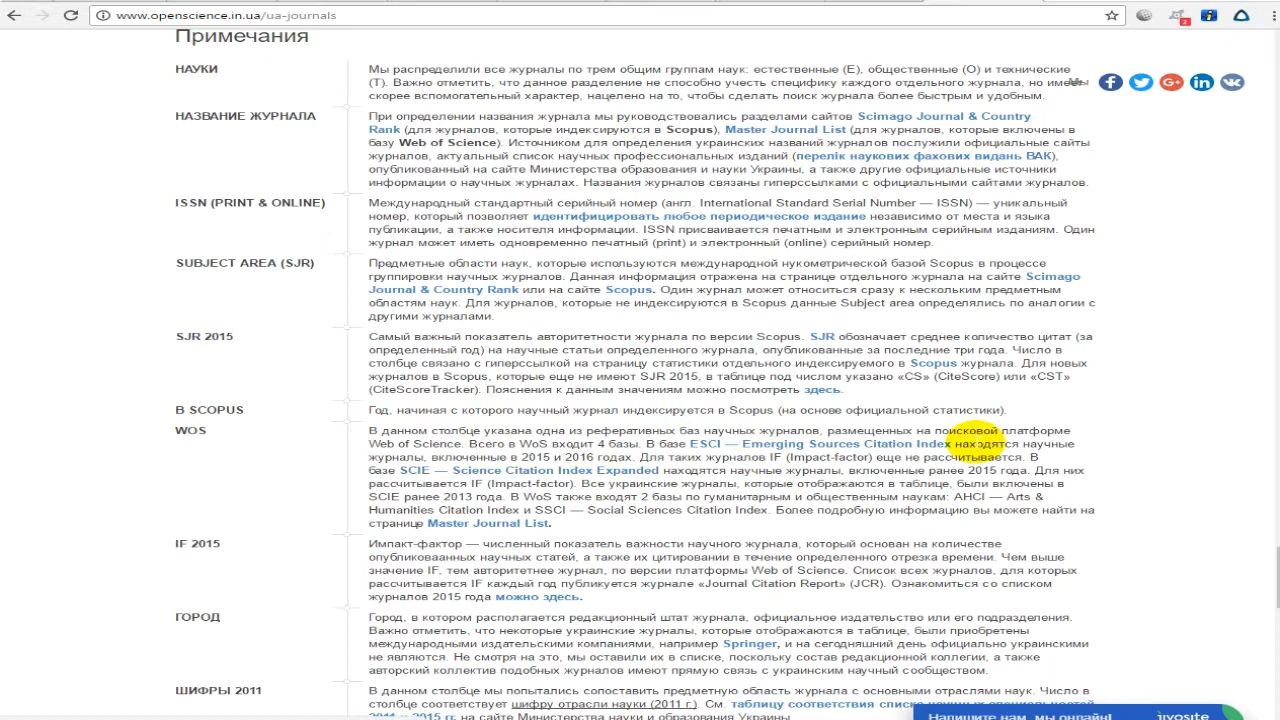 www.openscience.in.ua/ua-journals
2
Примечания
НАУКИ
Мы распределили все журналы по трем общим группам наук: естественные (Е), общественные (О) и технические
(Т). Важно отметить, что данное разделение не способно учесть специфику каждого отдельного журнала, но имеет
скорее вспомогательный характер, нацелено на то, чтобы сделать поиск журнала более быстрым и удобным.
НАЗВАНИЕ ЖУРНАЛА
При определении названия журнала мы руководствовались разделами сайтов Scimago Journal & Country
Rank (для журналов, которые индексируются в Scopus), Master Journal List (для журналов, которые включены в
базу Web of Science). Источником для определения украинских названий журналов послужили официальные сайты
журналов, актуальный список научных профессиональных изданий (перелік наукових фахових видань ВАК),
опубликованный на сайте Министерства образования и науки Украины, а также другие официальные источники
информации о научных журналах. Названия журналов связаны гиперссылками с официальными сайтами журналов.
ISSN (PRINT & ONLINE)
Международный стандартный серийный номер (англ. International Standard Serial Number — ISSN) — уникальный
номер, который позволяет идентифицировать любое периодическое издание независимо от места и языка
публикации, а также носителя информации. ISSN присваивается печатным и электронным серийным изданиям. Один
журнал может иметь одновременно печатный (print) и электронный (online) серийный номер.
SUBJECT AREA (SJR)
Предметные области наук, которые используются международной нукометрической базой Scopus в процессе
группировки научных журналов. Данная информация отражена на странице отдельного журнала на сайте Scimago
Journal & Country Rank или на сайте Scopus. Один журнал может относиться сразу к нескольким предметным
областям наук. Для журналов, которые не индексируются в Scopus данные Subject area определялись по аналогии с
другими журналами.
SJR 2015
Самый важный показатель авторитетности журнала по версии Scopus. SJR обозначает среднее количество цитат (за
определенный год) на научные статьи определенного журнала, опубликованные за последние три года. Число в
столбце связано с гиперссылкой на страницу статистики отдельного индексируемого в Scopus журнала. Для новых
журналов в Scopus, которые еще не имеют SJR 2015, в таблице под числом указано «CS» (CiteScore) или «CST»
(CiteScoreTracker). Пояснения к данным значениям можно посмотреть здесь.
В SCOPUS
Год, начиная с которого научный журнал индексируется в Scopus (на основе официальной статистики).
WOS
В данном столбце указана одна из реферативных баз научных журналов, размещенных на поисковой платформе
Web of Science. Всего в WoS входит 4 базы. В базе ESCI — Emerging Sources Citation Index находятся научные
журналы, включенные в 2015 и 2016 годах. Для таких журналов IF (Impact-factor) еще не рассчитывается. В
базе SCIE — Science Citation Index Expanded находятся научные журналы, включенные ранее 2015 года. Для них
рассчитывается IF (Impact-factor). Все украинские журналы, которые отображаются в таблице, были включены в
SCIE ранее 2013 года. В WoS также входят 2 базы по гуманитарным и общественным наукам: AHCI — Arts &
Humanities Citation Index и SSCI — Social Sciences Citation Index. Более подробную информацию вы можете найти на
странице Master Journal List.
IF 2015
Импакт-фактор — численный показатель важности научного журнала, который основан на количестве
опубликоваанных научных статей, а также их цитировании в течение определенного отрезка времени. Чем выше
значение IF, тем авторитетнее журнал, по версии платформы Web of Science. Список всех журналов, для которых
рассчитывается IF каждый год публикуется журнале «Journal Citation Report» (JCR). Ознакомиться со списком
журналов 2015 года можно здесь.
ГОРОД
Город, в котором располагается редакционный штат журнала, официальное издательство или его подразделения.
Важно отметить, что некоторые украинские журналы, которые отображаются в таблице, были приобретены
международными издательскими компаниями, например Springer, и на сегодняшний день официально украинскими
не являются. Не смотря на это, мы оставили их в списке, поскольку состав редакционной коллегии, а также
авторский коллектив подобных журналов имеют прямую связь с украинским научным сообществом.
ШИФРЫ 2011
В данном столбце мы попытались сопоставить предметную область журнала с основными отраслями наук. Число в
столбце соответствует шифру отрасли науки (2011 г.). См. таблицу соответствия списка научных специальностей
2011 и 2015 гг. на сайте Министерства науки и образования Украины
Напишите нам, мы онлайн!
jivosite